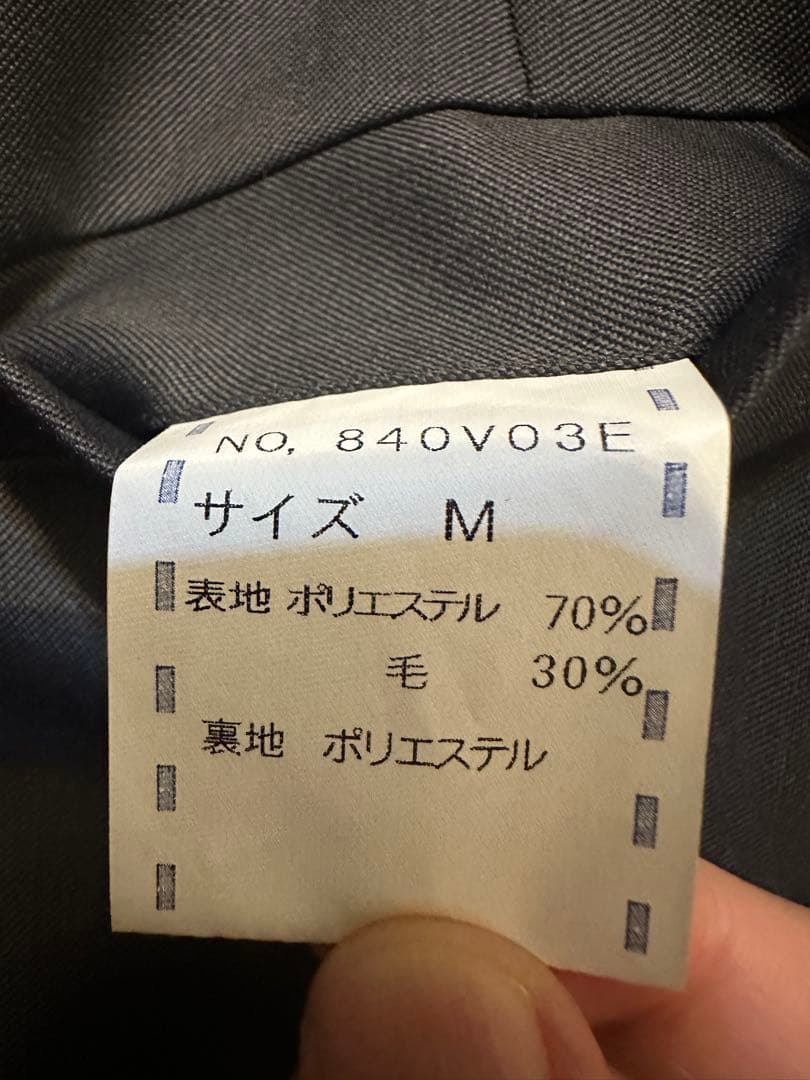 NO. 840V03E
サイズ M
表地 ポリエステル 70%
毛 30%
裏地 ポリエステル